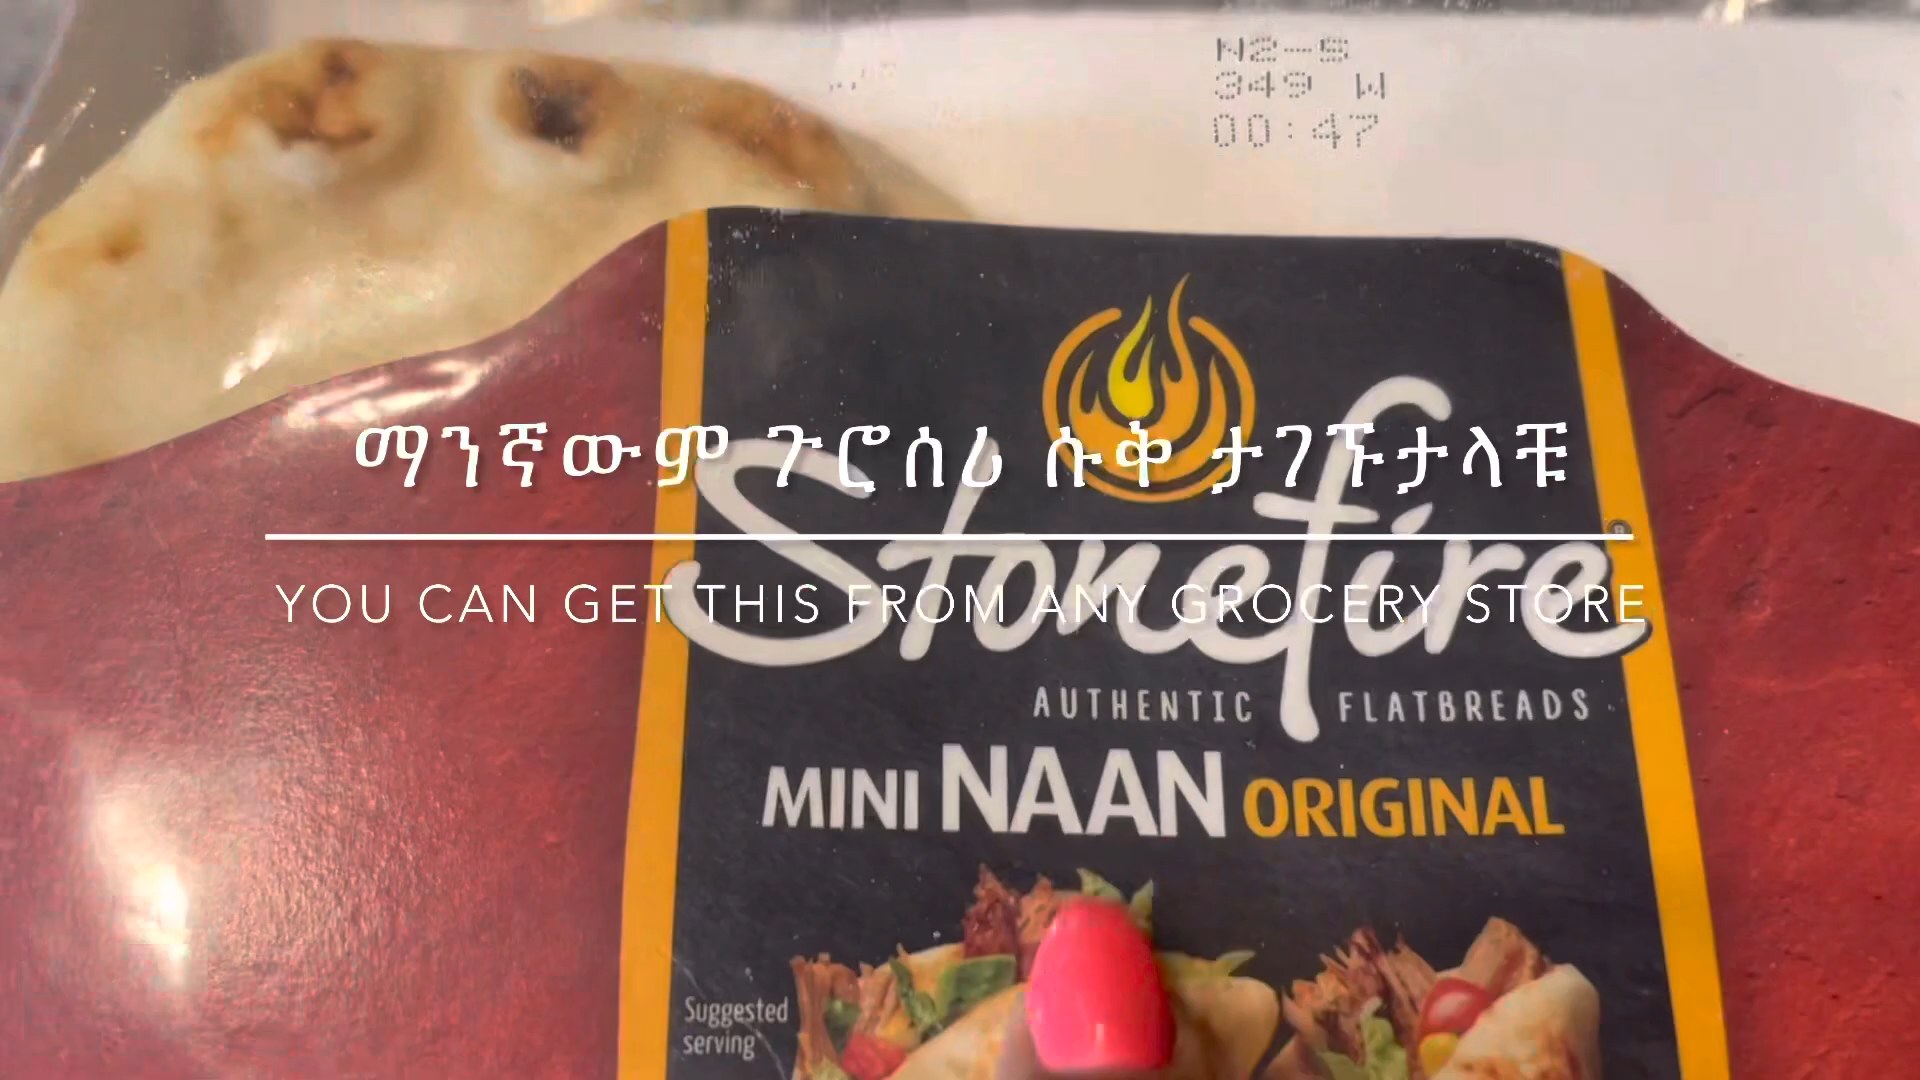 N2-S
349 W
00:47
ማንኛውም ጉሮሰሪ ሱቅ ታገኙታላቹ
Stonefire
YOU CAN GET THIS FROM ANY GROCERY STORE
AUTHENTIC FLATBREADS
MINI NAAN ORIGINAL
Suggested
serving